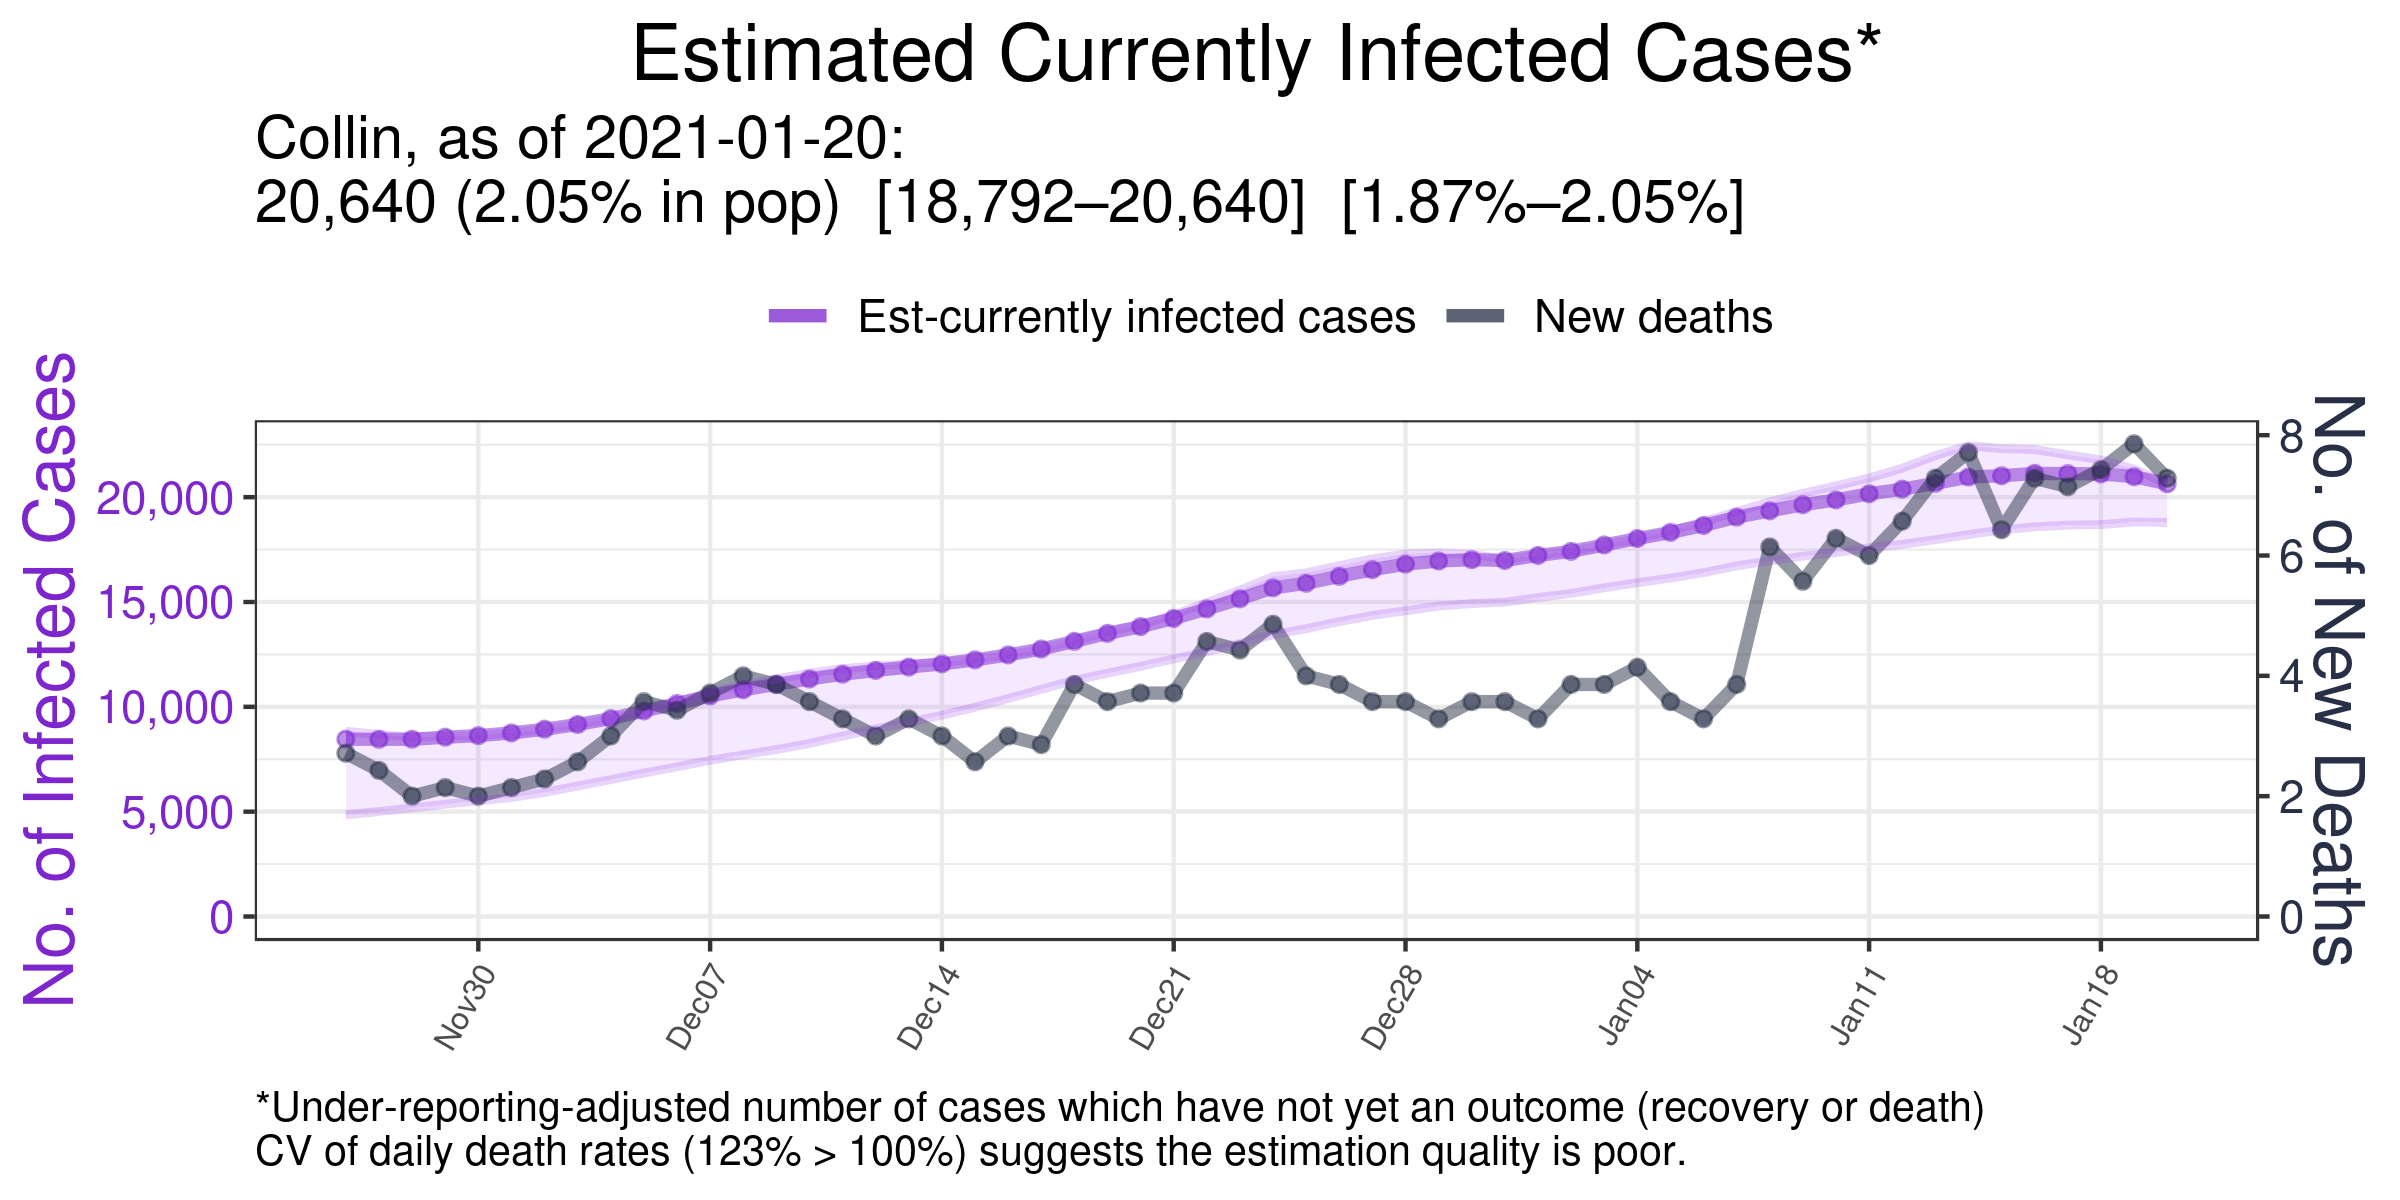 Estimated Currently Infected Cases*
Collin, as of 2021-01-20:
20,640 (2.05% in pop)  [18,792–20,640]  [1.87%–2.05%]
Est-currently infected cases
New deaths
No. of Infected Cases
20,000
15,000
10,000
5,000
0
8
6
4
2
0
No. of New Deaths
Nov30
Dec07
Dec14
Dec21
Dec28
Jan04
Jan11
Jan18
*Under-reporting-adjusted number of cases which have not yet an outcome (recovery or death)
CV of daily death rates (123% > 100%) suggests the estimation quality is poor.